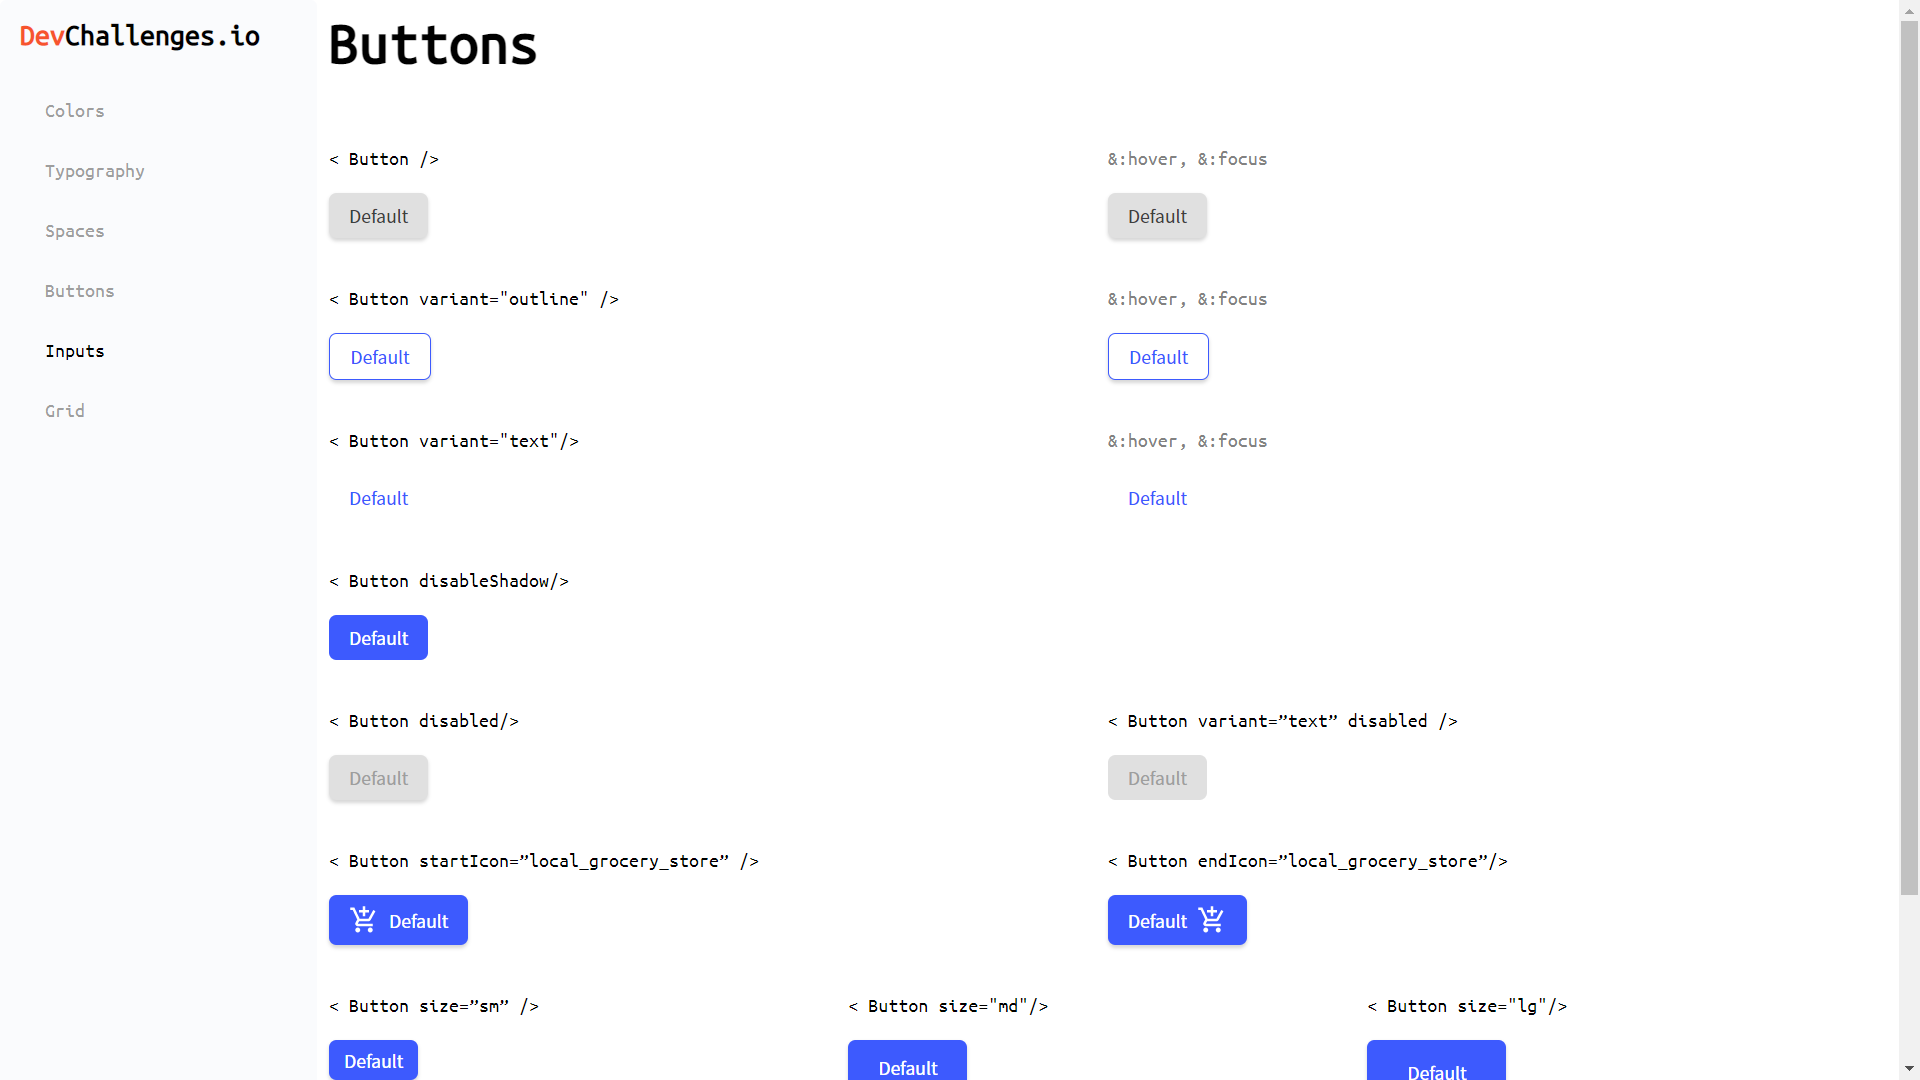 DevChallenges.io
Colors
Typography
Spaces
Buttons
Inputs
Grid
Buttons
< Button />
&:hover, &:focus
Default
Default
< Button variant="outline" />
&:hover, &:focus
Default
Default
< Button variant="text"/>
&:hover, &:focus
Default
Default
< Button disableShadow/>
Default
< Button disabled/>
< Button variant=”text” disabled />
Default
Default
< Button startIcon=”local_grocery_store” />
< Button endIcon=”local_grocery_store”/>
Default
Default
< Button size=”sm” />
< Button size="md"/>
< Button size="lg"/>
Default
Default
Default